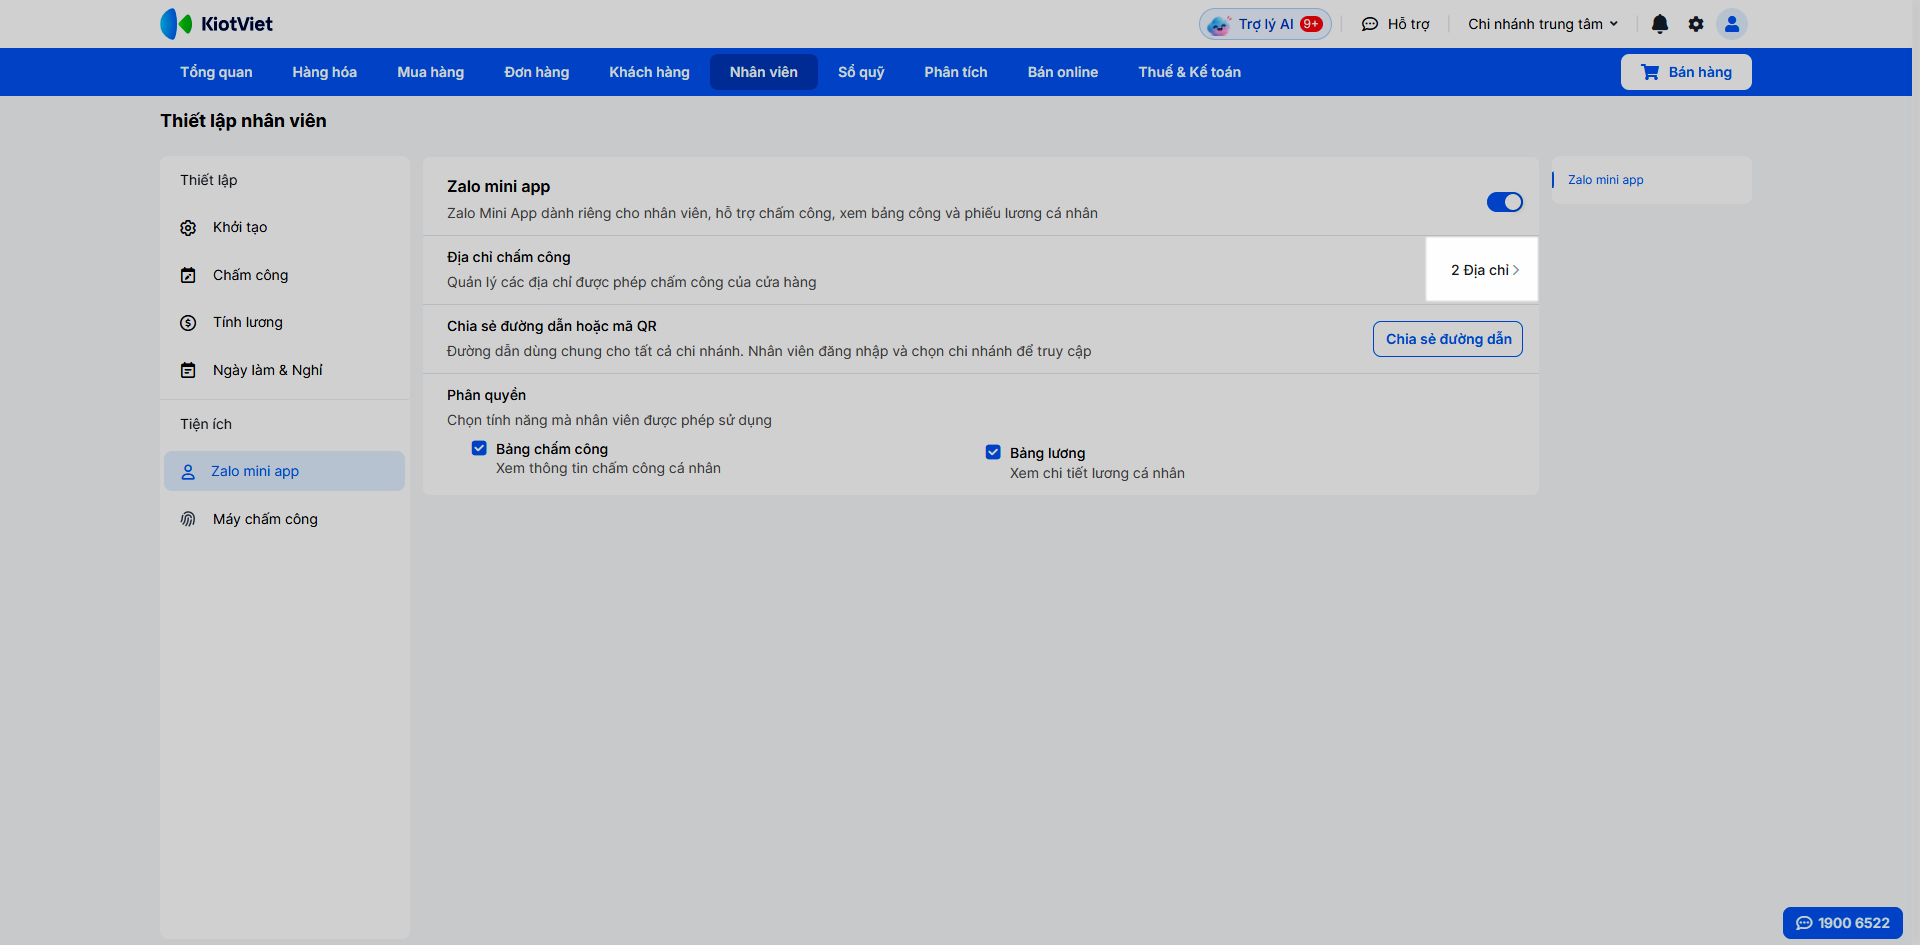 KiotViet
Trợ lý AI 9+
Hỗ trợ
Chi nhánh trung tâm
Tổng quan
Hàng hóa
Mua hàng
Đơn hàng
Khách hàng
Nhân viên
Sổ quỹ
Phân tích
Bán online
Thuế & Kế toán
Bán hàng
Thiết lập nhân viên
Thiết lập
Khởi tạo
Chấm công
Tính lương
Ngày làm & Nghỉ
Tiện ích
Zalo mini app
Máy chấm công
Zalo mini app
Zalo Mini App dành riêng cho nhân viên, hỗ trợ chấm công, xem bảng công và phiếu lương cá nhân
Địa chỉ chấm công
Quản lý các địa chỉ được phép chấm công của cửa hàng
2 Địa chỉ
Chia sẻ đường dẫn hoặc mã QR
Đường dẫn dùng chung cho tất cả chi nhánh. Nhân viên đăng nhập và chọn chi nhánh để truy cập
Chia sẻ đường dẫn
Phân quyền
Chọn tính năng mà nhân viên được phép sử dụng
Bảng chấm công
Xem thông tin chấm công cá nhân
Bảng lương
Xem chi tiết lương cá nhân
Zalo mini app
1900 6522